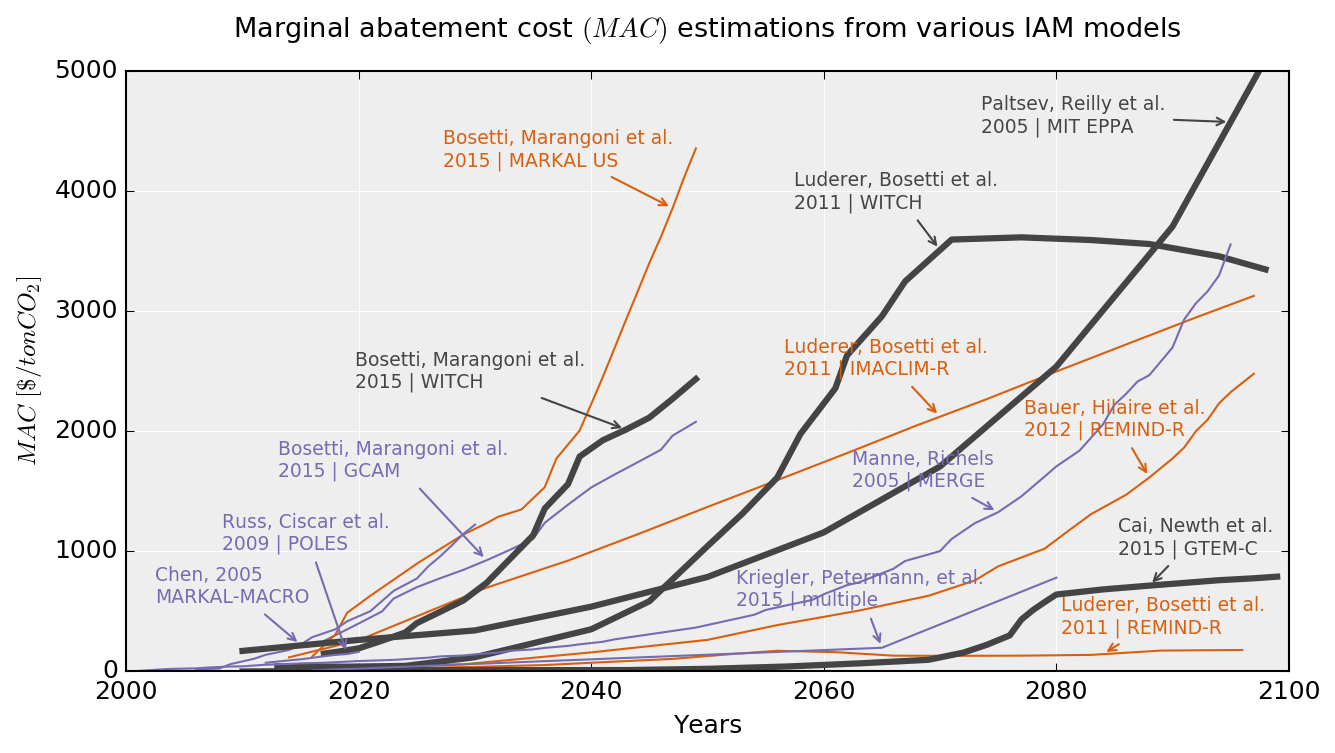 Marginal abatement cost (MAC) estimations from various IAM models
MAC [$/tonCO₂]
5000
4000
3000
2000
1000
0
Paltsev, Reilly et al.
2005 | MIT EPPA
Bosetti, Marangoni et al.
2015 | MARKAL US
Luderer, Bosetti et al.
2011 | WITCH
Luderer, Bosetti et al.
2011 | IMACLIM-R
Bosetti, Marangoni et al.
2015 | WITCH
Bauer, Hilaire et al.
2012 | REMIND-R
Bosetti, Marangoni et al.
2015 | GCAM
Manne, Richels
2005 | MERGE
Russ, Ciscar et al.
2009 | POLES
Cai, Newth et al.
2015 | GTEM-C
Chen, 2005
MARKAL-MACRO
Kriegler, Petermann, et al.
2015 | multiple
Luderer, Bosetti et al.
2011 | REMIND-R
2000 2020 2040 2060 2080 2100
Years